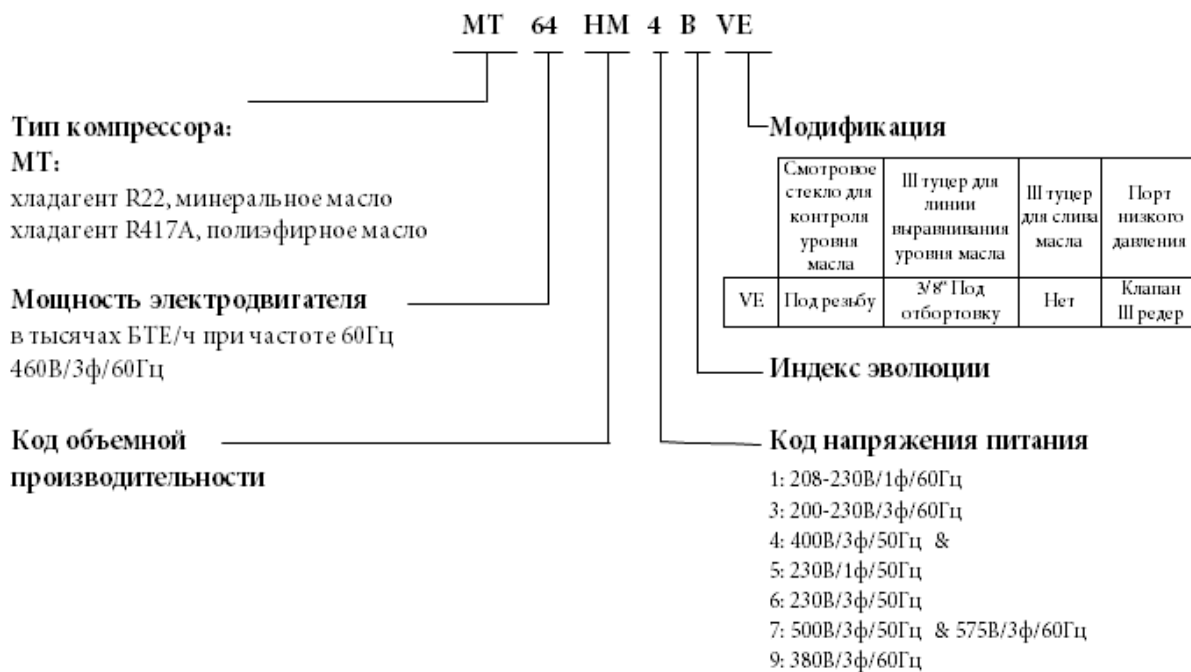 MT 64 HM 4 B VE
Тип компрессора:
МТ:
хладагент R22, минеральное масло
хладагент R417A, полиэфирное масло
Мощность электродвигателя
в тысячах БТЕ/ч при частоте 60Гц
460В/3ф/60Гц
Код объемной
производительности
Модификация
Смотровое
стекло для
контроля
уровня
масла
Штуцер для
линии
выравнивания
уровня масла
Штуцер
для слива
масла
Порт
низкого
давления
VE
Под резьбу
3/8" Под
отбортовку
Нет
Клапан
Шредер
Индекс эволюции
Код напряжения питания
1: 208-230В/1ф/60Гц
3: 200-230В/3ф/60Гц
4: 400В/3ф/50Гц &
5: 230В/1ф/50Гц
6: 230В/3ф/50Гц
7: 500В/3ф/50Гц & 575В/3ф/60Гц
9: 380В/3ф/60Гц